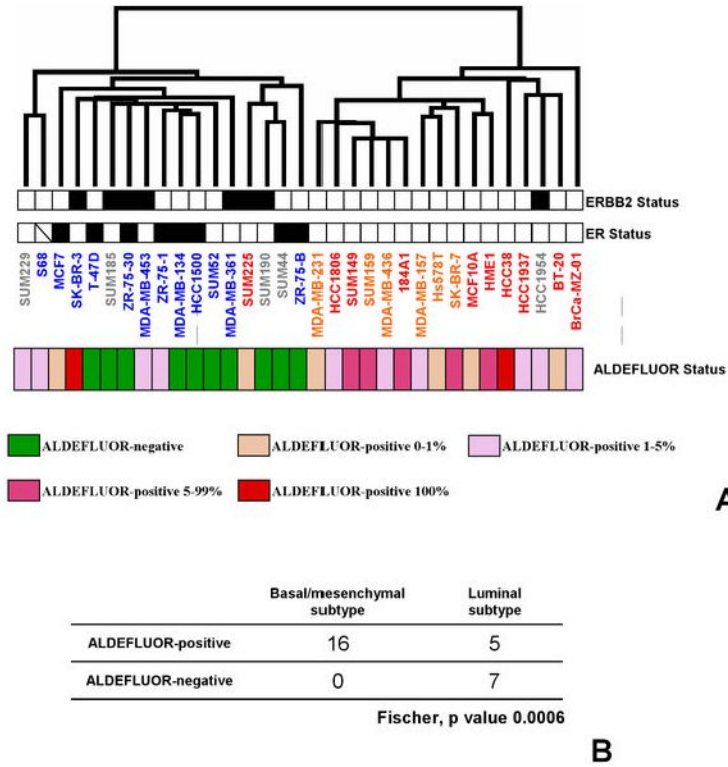 ERBB2 Status
ER Status
SUM229
S68
MCF7
SK-BR-3
T-47D
SUM185
ZR-75-30
MDA-MB-453
ZR-75-1
MDA-MB-134
HCC1500
SUM52
MDA-MB-361
SUM225
SUM190
SUM44
ZR-75-B
MDA-MB-231
HCC1806
SUM149
SUM159
MDA-MB-436
184A1
MDA-MB-157
Hs578T
SK-BR-7
MCF10A
HME1
HCC38
HCC1937
HCC1954
BT-20
BrCa-MZ-01
ALDEFLUOR Status
ALDEFLUOR-negative
ALDEFLUOR-positive 0-1%
ALDEFLUOR-positive 1-5%
ALDEFLUOR-positive 5-99%
ALDEFLUOR-positive 100%
A
Basal/mesenchymal subtype
Luminal subtype
ALDEFLUOR-positive 16 5
ALDEFLUOR-negative 0 7
Fischer, p value 0.0006
B